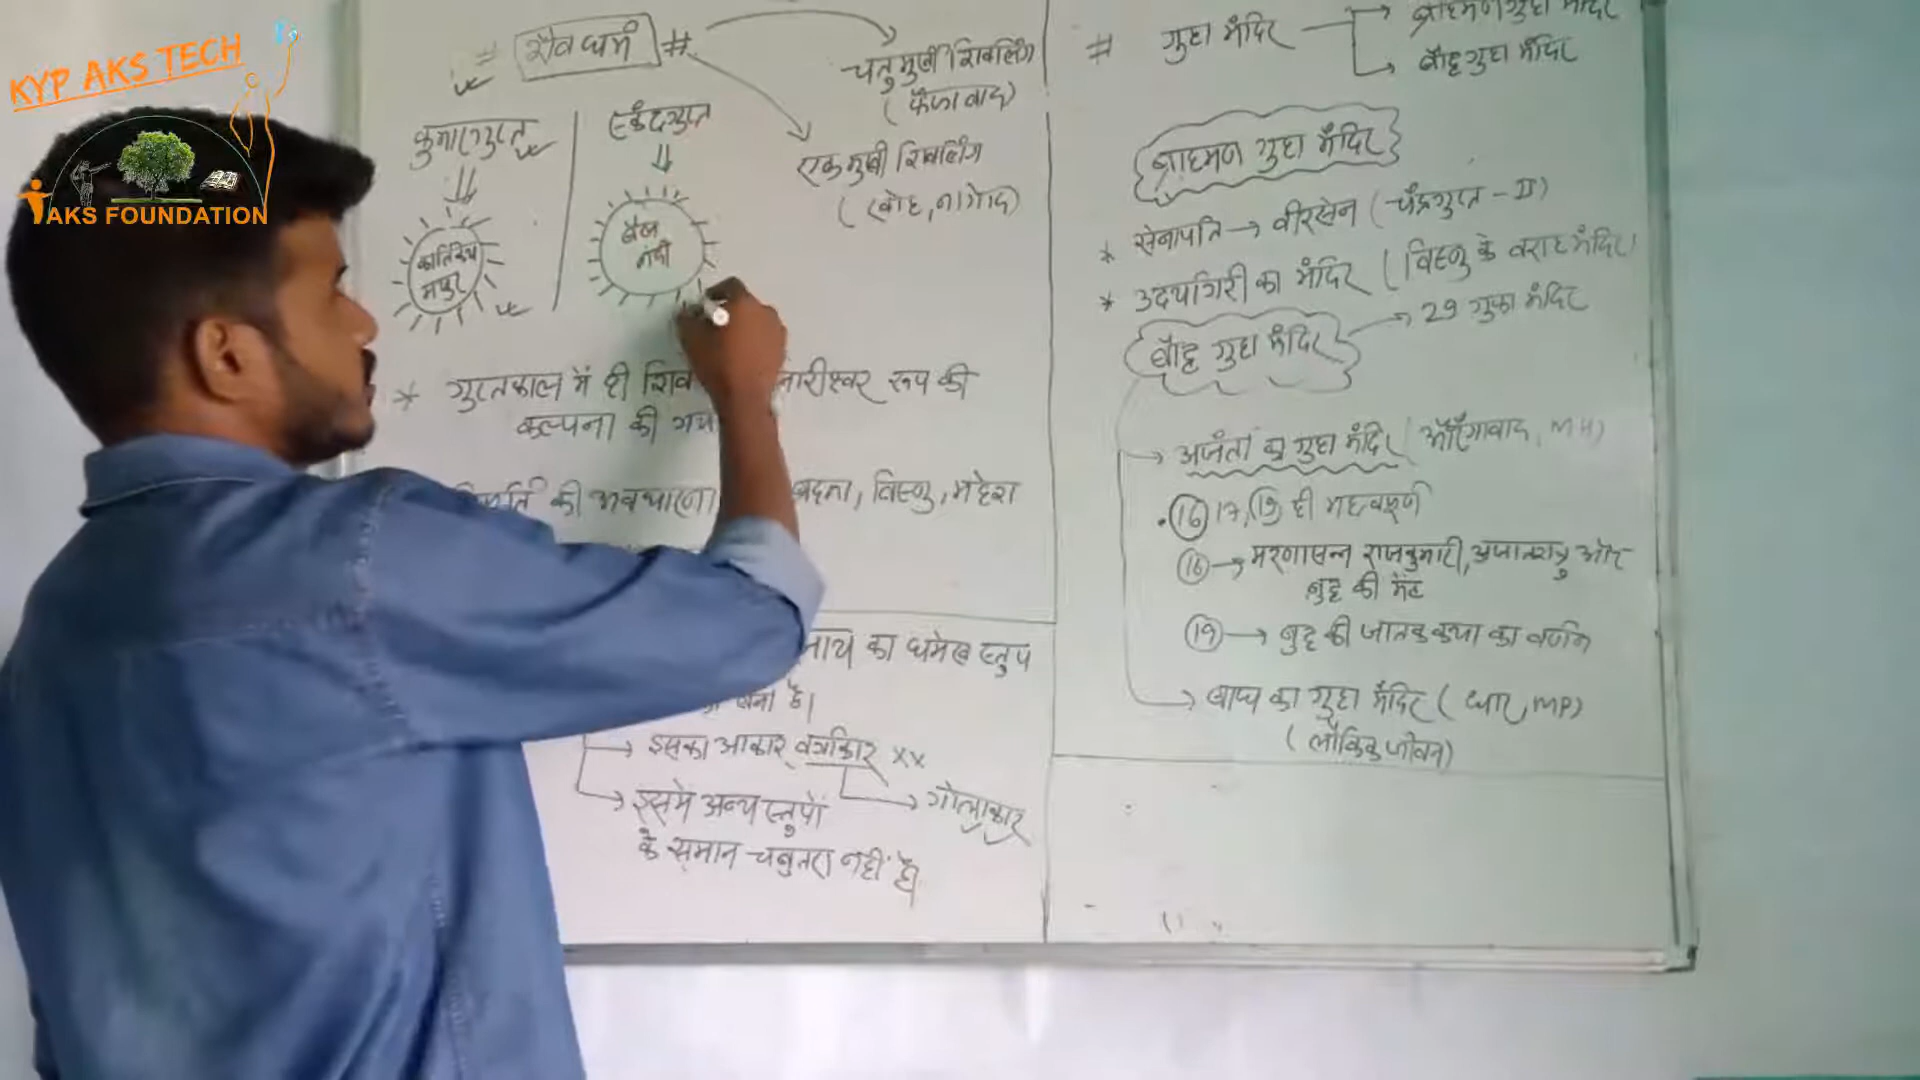 KYP AKS TECH
AKS FOUNDATION
# शैव धर्म #
चतुर्मुखी शिवलिंग
(फैजाबाद)
कुमारगुप्त
स्कंदगुप्त
एकमुखी शिवलिंग
(खोह, नागोद)
कार्तिकेय
मयुर
बैल
नंदी
* गुप्तकाल में ही शिव नारीश्वर रूप की
कल्पना की गय
की अवधारणा विष्णु, महेश
का धमेख स्तुप
बना है।
→ इसका आकार वर्गाकार xx
→ गोलाकार
→ इसमें अन्य स्तुपों
के समान चबुतरा नहीं है।
# गुहा मंदिर → ब्राह्मण गुहा मंदिर
बौद्ध गुहा मंदिर
ब्राह्मण गुहा मंदिर
* सेनापति → वीरसेन (चंद्रगुप्त - II)
* उदयगिरी का मंदिर (विष्णु के वराह मंदिर)
बौद्ध गुहा मंदिर → 29 गुफा मंदिर
→ अजंता का गुहा मंदिर (औरंगाबाद, MH)
. 16 17, 19 ही महत्वपूर्ण
16 → मरणासन्न राजकुमारी, अजातशत्रु और
बुद्ध की भेंट
19 → बुद्ध की जातक कथा का वर्णन
→ बाघ का गुहा मंदिर (धार, MP)
(लौकिक जीवन)